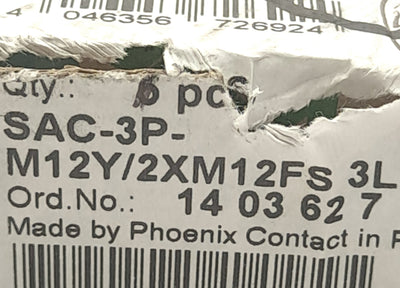 4 046356 726924
Qty.: 6 pcs
SAC-3P-
M12Y/2XM12FS 3L
Ord.No.: 14 03 62 7
Made by Phoenix Contact in